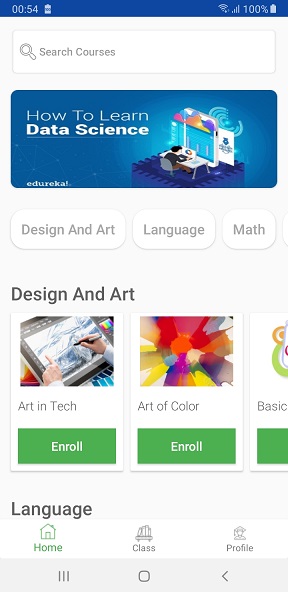 00:54
100%
Search Courses
How To Learn
Data Science
edureka!
Design And Art
Language
Math
Design And Art
Art in Tech
Art of Color
Basic
Enroll
Enroll
Language
Home
Class
Profile